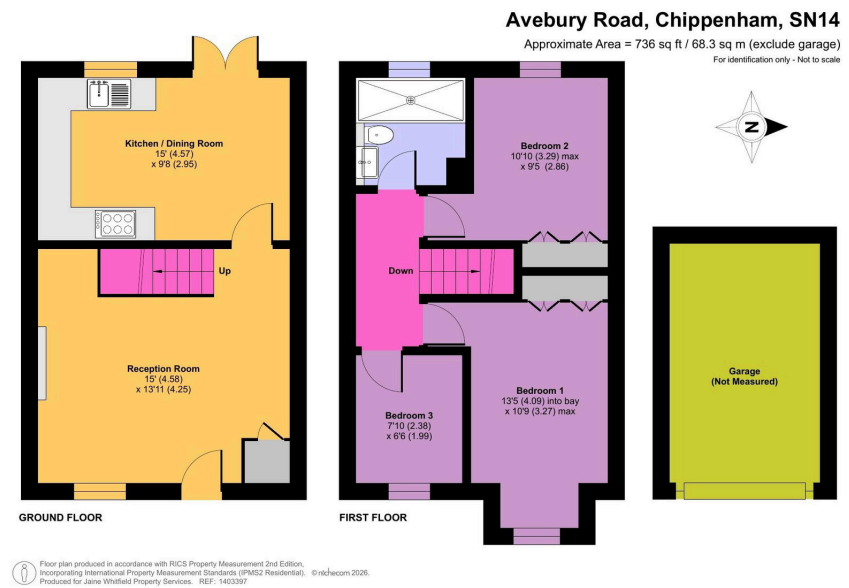 Avebury Road, Chippenham, SN14
Approximate Area = 736 sq ft / 68.3 sq m (exclude garage)
For identification only - Not to scale
N
Kitchen / Dining Room
15' (4.57)
x 9'8 (2.95)
Up
Reception Room
15' (4.58)
x 13'11 (4.25)
GROUND FLOOR
Bedroom 2
10'10 (3.29) max
x 9'5 (2.86)
Down
Bedroom 1
13'5 (4.09) into bay
x 10'9 (3.27) max
Bedroom 3
7'10 (2.38)
x 6'6 (1.99)
FIRST FLOOR
Garage
(Not Measured)
Floor plan produced in accordance with RICS Property Measurement 2nd Edition,
Incorporating International Property Measurement Standards (IPMS2 Residential). © nichecom 2026.
Produced for Jaine Whitfield Property Services. REF: 1403397